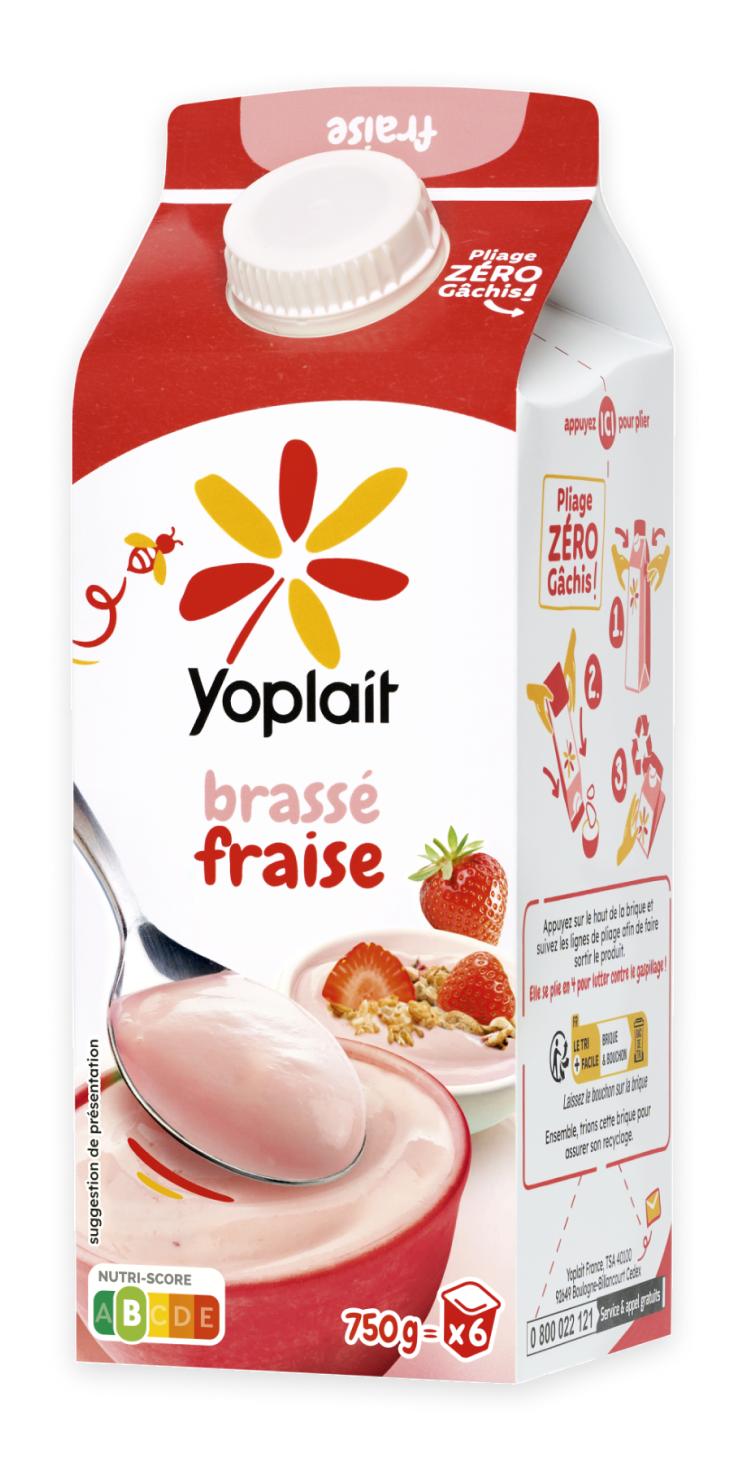 fraise
Pliage
ZÉRO
Gâchis!
Yoplait
brassé
fraise
suggestion de présentation
NUTRI-SCORE
A B C D E
750g= x6
appuyez ICI pour plier
Pliage
ZÉRO
Gâchis!
1.
2.
3.
Appuyez sur le haut de la brique et
suivez les lignes de pliage afin de faire
sortir le produit.
Elle se plie en 4 pour lutter contre le gaspillage !
FR
LE TRI
+ FACILE
BRIQUE
& BOUCHON
Laissez le bouchon sur la brique
Ensemble, trions cette brique pour
assurer son recyclage.
Yoplait France, TSA 40100
92649 Boulogne-Billancourt Cedex
0 800 022 121 Service & appel gratuits